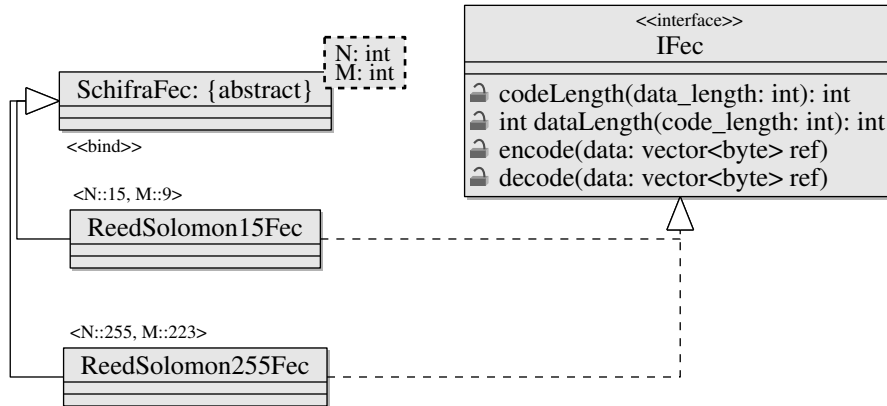 N: int
M: int
SchifraFec: {abstract}
<<bind>>
<N::15, M::9>
ReedSolomon15Fec
<N::255, M::223>
ReedSolomon255Fec
<<interface>>
IFec
codeLength(data_length: int): int
int dataLength(code_length: int): int
encode(data: vector<byte> ref)
decode(data: vector<byte> ref)